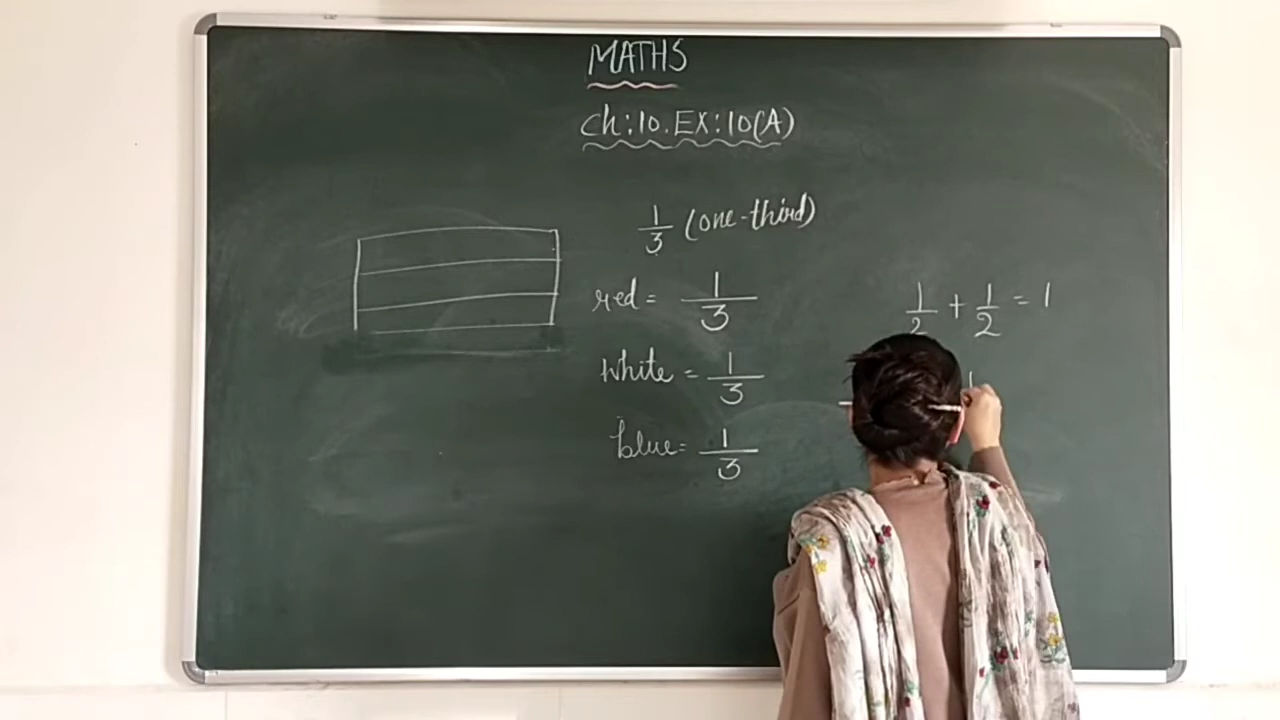 MATHS
Ch:10. EX:10(A)
1/3 (one-third)
red = 1/3
1/2 + 1/2 = 1
white = 1/3
1
blue = 1/3